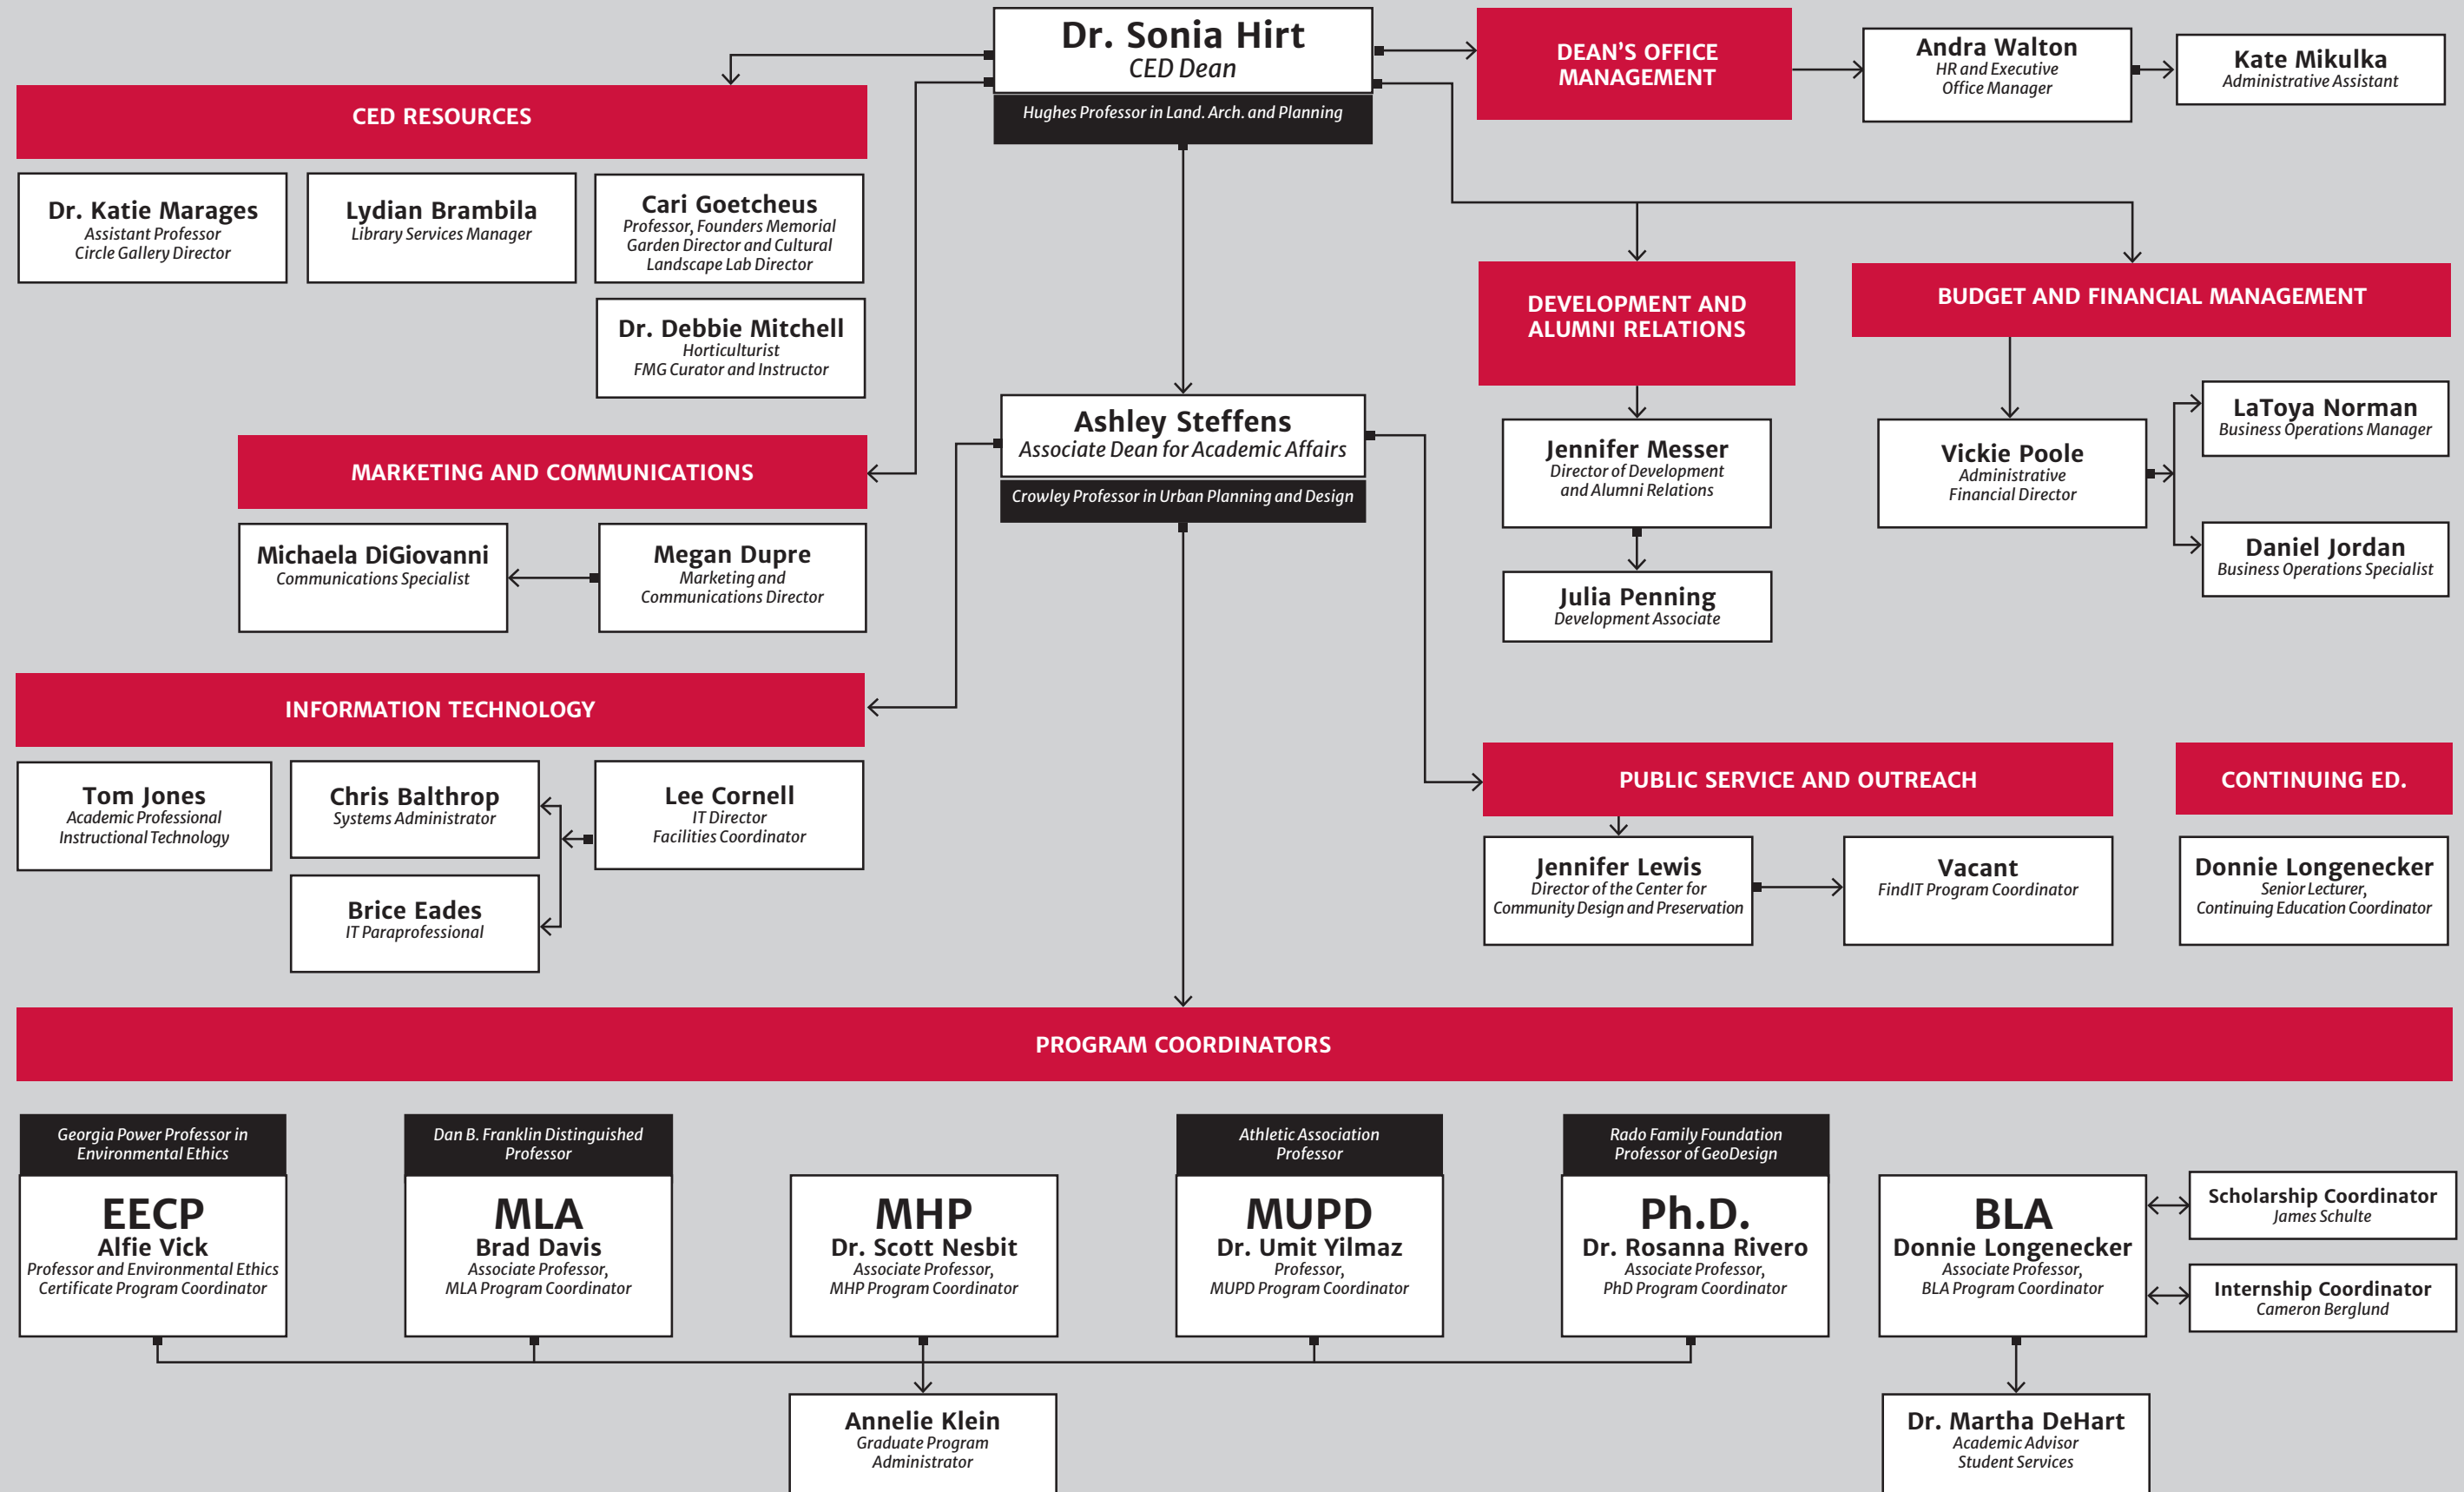 Dr. Sonia Hirt
CED Dean
Hughes Professor in Land. Arch. and Planning
DEAN'S OFFICE
MANAGEMENT
Andra Walton
HR and Executive
Office Manager
Kate Mikulka
Administrative Assistant
CED RESOURCES
Dr. Katie Marages
Assistant Professor
Circle Gallery Director
Lydian Brambila
Library Services Manager
Cari Goetcheus
Professor, Founders Memorial
Garden Director and Cultural
Landscape Lab Director
Dr. Debbie Mitchell
Horticulturist
FMG Curator and Instructor
DEVELOPMENT AND
ALUMNI RELATIONS
BUDGET AND FINANCIAL MANAGEMENT
Ashley Steffens
Associate Dean for Academic Affairs
Crowley Professor in Urban Planning and Design
Jennifer Messer
Director of Development
and Alumni Relations
Julia Penning
Development Associate
Vickie Poole
Administrative
Financial Director
LaToya Norman
Business Operations Manager
Daniel Jordan
Business Operations Specialist
MARKETING AND COMMUNICATIONS
Michaela DiGiovanni
Communications Specialist
Megan Dupre
Marketing and
Communications Director
INFORMATION TECHNOLOGY
Tom Jones
Academic Professional
Instructional Technology
Chris Balthrop
Systems Administrator
Lee Cornell
IT Director
Facilities Coordinator
Brice Eades
IT Paraprofessional
PUBLIC SERVICE AND OUTREACH
Jennifer Lewis
Director of the Center for
Community Design and Preservation
Vacant
FindIT Program Coordinator
CONTINUING ED.
Donnie Longenecker
Senior Lecturer,
Continuing Education Coordinator
PROGRAM COORDINATORS
Georgia Power Professor in
Environmental Ethics
EECP
Alfie Vick
Professor and Environmental Ethics
Certificate Program Coordinator
Dan B. Franklin Distinguished
Professor
MLA
Brad Davis
Associate Professor,
MLA Program Coordinator
MHP
Dr. Scott Nesbit
Associate Professor,
MHP Program Coordinator
Athletic Association
Professor
MUPD
Dr. Umit Yilmaz
Professor,
MUPD Program Coordinator
Rado Family Foundation
Professor of GeoDesign
Ph.D.
Dr. Rosanna Rivero
Associate Professor,
PhD Program Coordinator
BLA
Donnie Longenecker
Associate Professor,
BLA Program Coordinator
Scholarship Coordinator
James Schulte
Internship Coordinator
Cameron Berglund
Annelie Klein
Graduate Program
Administrator
Dr. Martha DeHart
Academic Advisor
Student Services